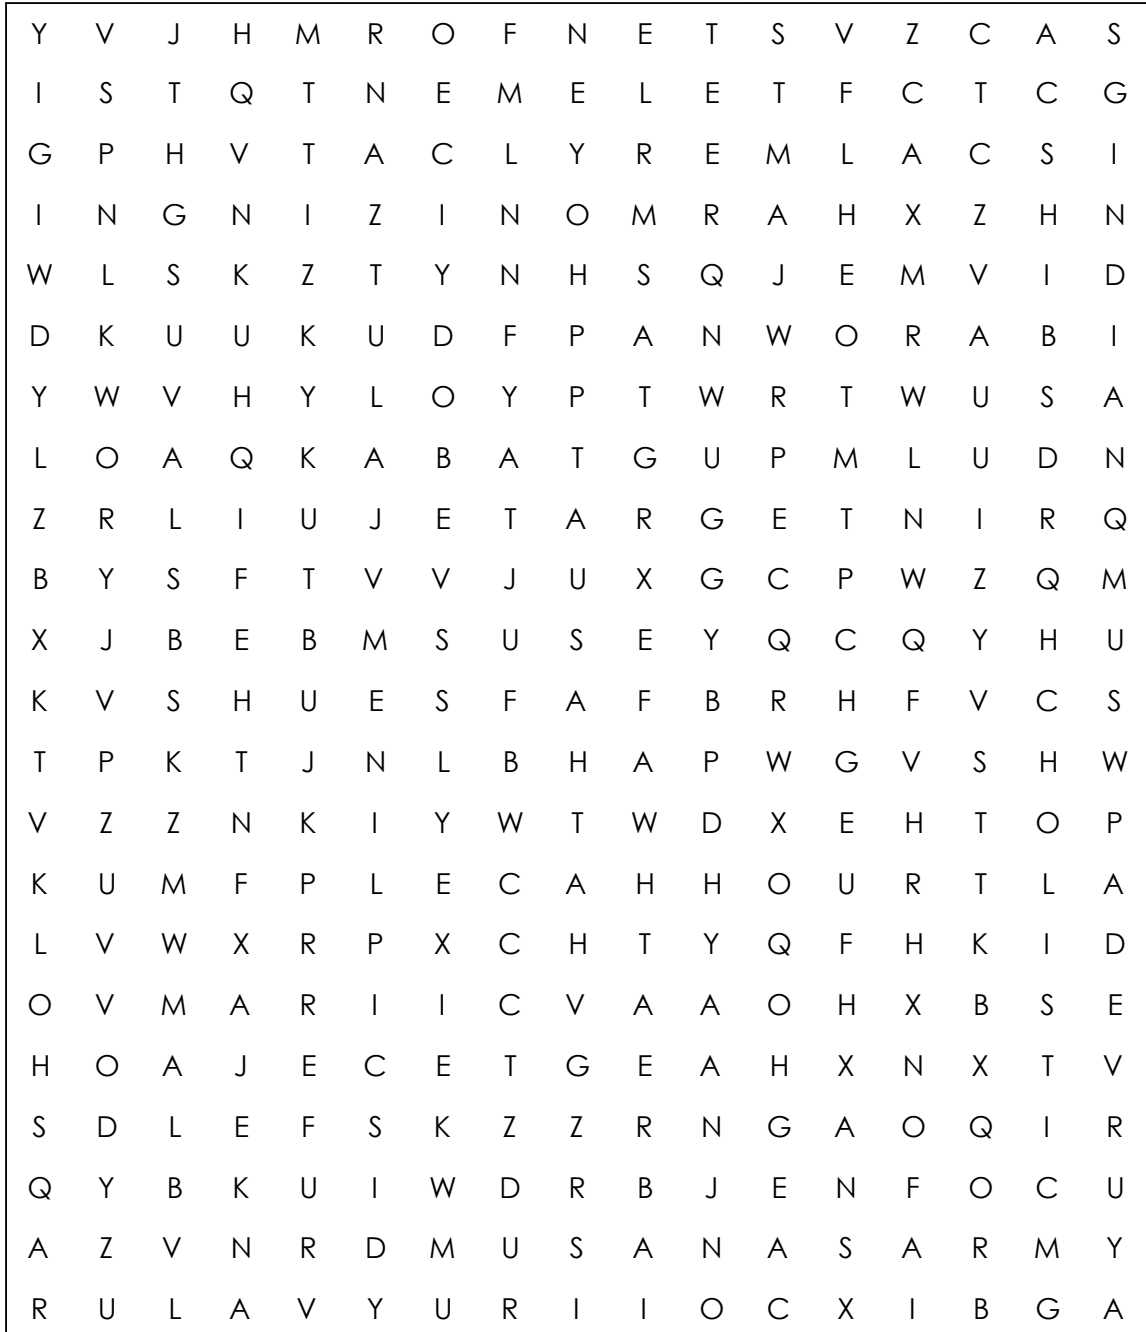 Y V J H M R O F N E T S V Z C A S
I S T Q T N E M E L E T F C T C G
G P H V T A C L Y R E M L A C S I
I N G N I Z I N O M R A H X Z H N
W L S K Z T Y N H S Q J E M V I D
D K U U K U D F P A N W O R A B I
Y W V H Y L O Y P T W R T W U S A
L O A Q K A B A T G U P M L U D N
Z R L I U J E T A R G E T N I R Q
B Y S F T V V J U X G C P W Z Q M
X J B E B M S U S E Y Q C Q Y H U
K V S H U E S F A F B R H F V C S
T P K T J N L B H A P W G V S H W
V Z Z N K I Y W T W D X E H T O P
K U M F P L E C A H H O U R T L A
L V W X R P X C H T Y Q F H K I D
O V M A R I I C V A A O H X B S E
H O A J E C E T G E A H X N X T V
S D L E F S K Z Z R N G A O Q I R
Q Y B K U I W D R B J E N F O C U
A Z V N R D M U S A N A S A R M Y
R U L A V Y U R I I O C X I B G A